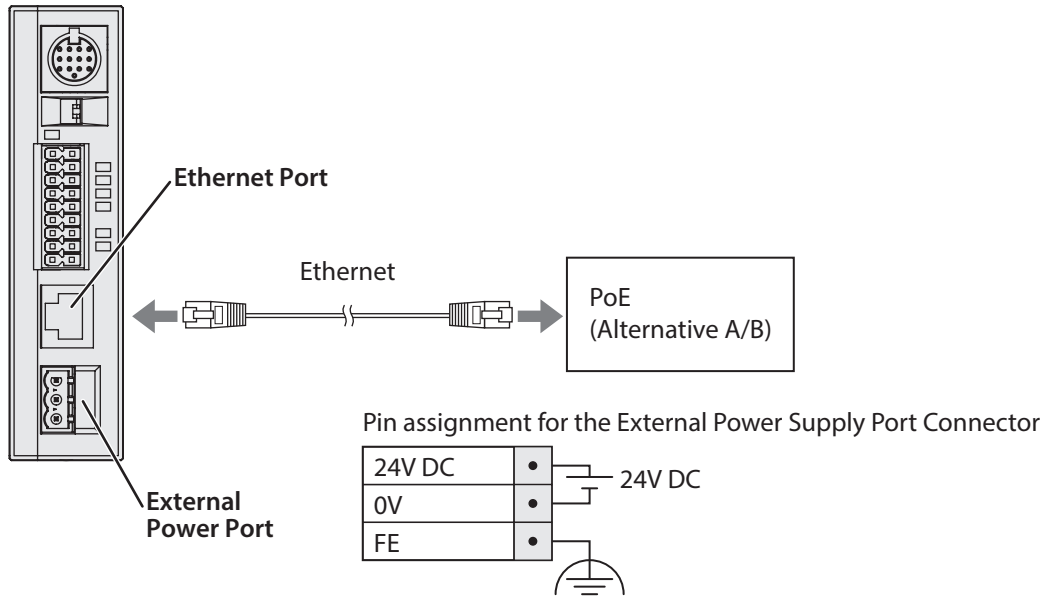 Ethernet Port
Ethernet
PoE
(Alternative A/B)
Pin assignment for the External Power Supply Port Connector
24V DC
24V DC
0V
FE
External
Power Port